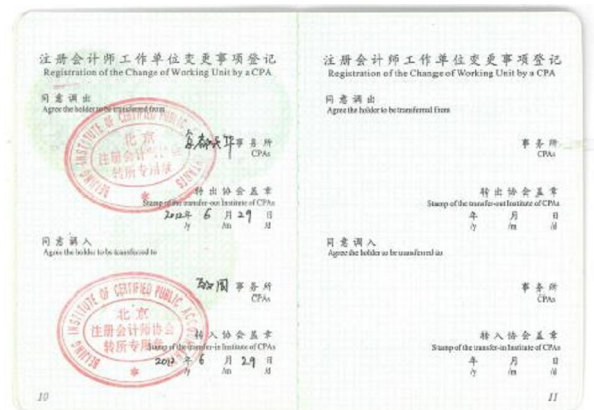 注册会计师工作单位变更事项登记
Registration of the Change of Working Unit by a CPA
同意调出
Agree the holder to be transferred from
事务所
CPAs
BEIJING INSTITUTE OF CERTIFIED PUBLIC ACCOUNTANTS
北京
注册会计师协会
转所专用章
转出协会盖章
Stamp of the transfer-out Institute of CPAs
2012年 6月 29日
/y /m /d
同意调入
Agree the holder to be transferred to
事务所
CPAs
BEIJING INSTITUTE OF CERTIFIED PUBLIC ACCOUNTANTS
北京
注册会计师协会
转所专用章
转入协会盖章
Stamp of the transfer-in Institute of CPAs
2012年 6月 29日
/y /m /d
10
注册会计师工作单位变更事项登记
Registration of the Change of Working Unit by a CPA
同意调出
Agree the holder to be transferred from
事务所
CPAs
转出协会盖章
Stamp of the transfer-out Institute of CPAs
年 月 日
/y /m /d
同意调入
Agree the holder to be transferred to
事务所
CPAs
转入协会盖章
Stamp of the transfer-in Institute of CPAs
年 月 日
/y /m /d
11